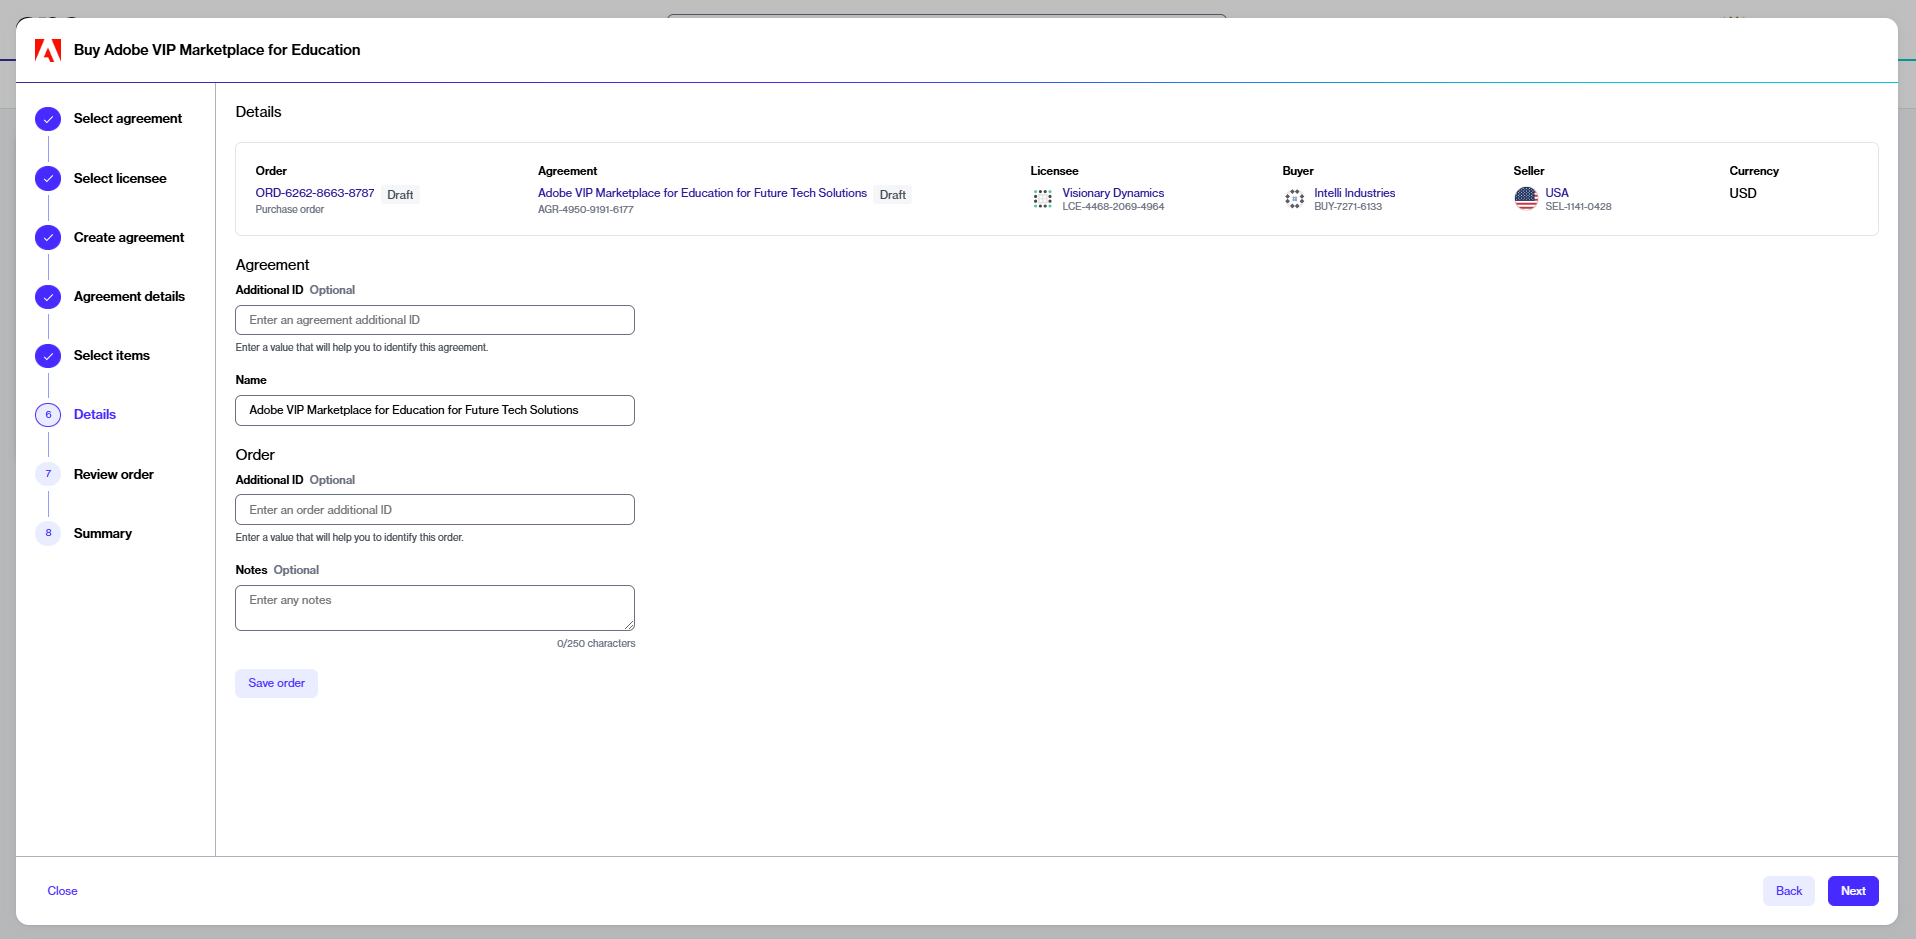 Buy Adobe VIP Marketplace for Education
Select agreement
Select licensee
Create agreement
Agreement details
Select items
6 Details
7 Review order
8 Summary
Details
Order Agreement Licensee Buyer Seller Currency
ORD-6262-8663-8787 Draft Adobe VIP Marketplace for Education for Future Tech Solutions Draft Visionary Dynamics Intelli Industries USA USD
Purchase order AGR-4950-9191-6177 LCE-4468-2069-4964 BUY-7271-6133 SEL-1141-0428
Agreement
Additional ID Optional
Enter an agreement additional ID
Enter a value that will help you to identify this agreement.
Name
Adobe VIP Marketplace for Education for Future Tech Solutions
Order
Additional ID Optional
Enter an order additional ID
Enter a value that will help you to identify this order.
Notes Optional
Enter any notes
0/250 characters
Save order
Close Back Next